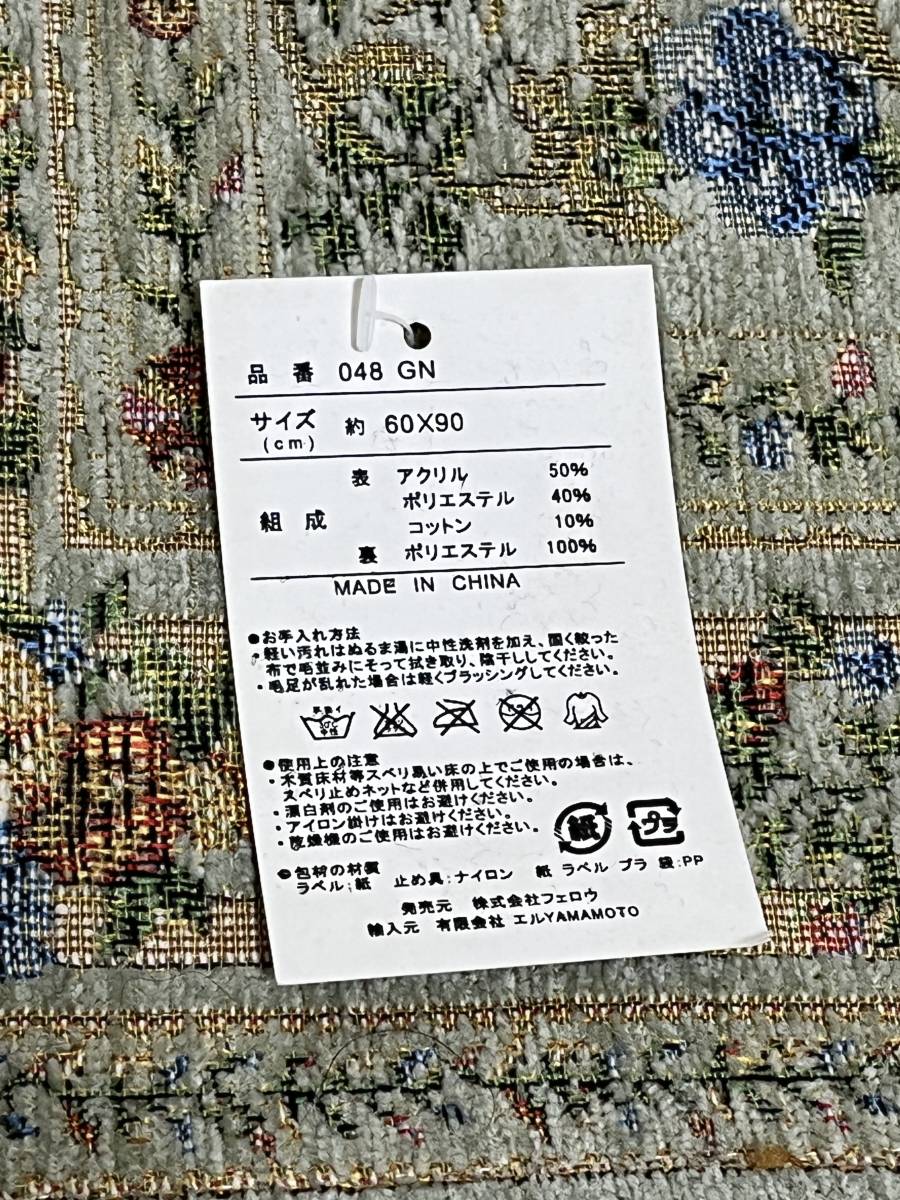 品 番 048 GN
サイズ 約 60X90
(cm)
表 アクリル 50%
ポリエステル 40%
組 成 コットン 10%
裏 ポリエステル 100%
MADE IN CHINA
●お手入れ方法
・軽い汚れはぬるま湯に中性洗剤を加え、固く絞った
布で毛並みにそって拭き取り、陰干ししてください。
・毛足が乱れた場合は軽くブラッシングしてください。
●使用上の注意
・木質床材等スベリ易い床の上でご使用の場合は、
スベリ止めネットなど併用してください。
・漂白剤のご使用はお避けください。
・アイロン掛けはお避けください。
・乾燥機のご使用はお避けください。
紙 プラ
●包材の材質
ラベル;紙 止め具:ナイロン 紙 ラベル プラ 袋:PP
発売元 株式会社フェロウ
輸入元 有限会社 エルYAMAMOTO